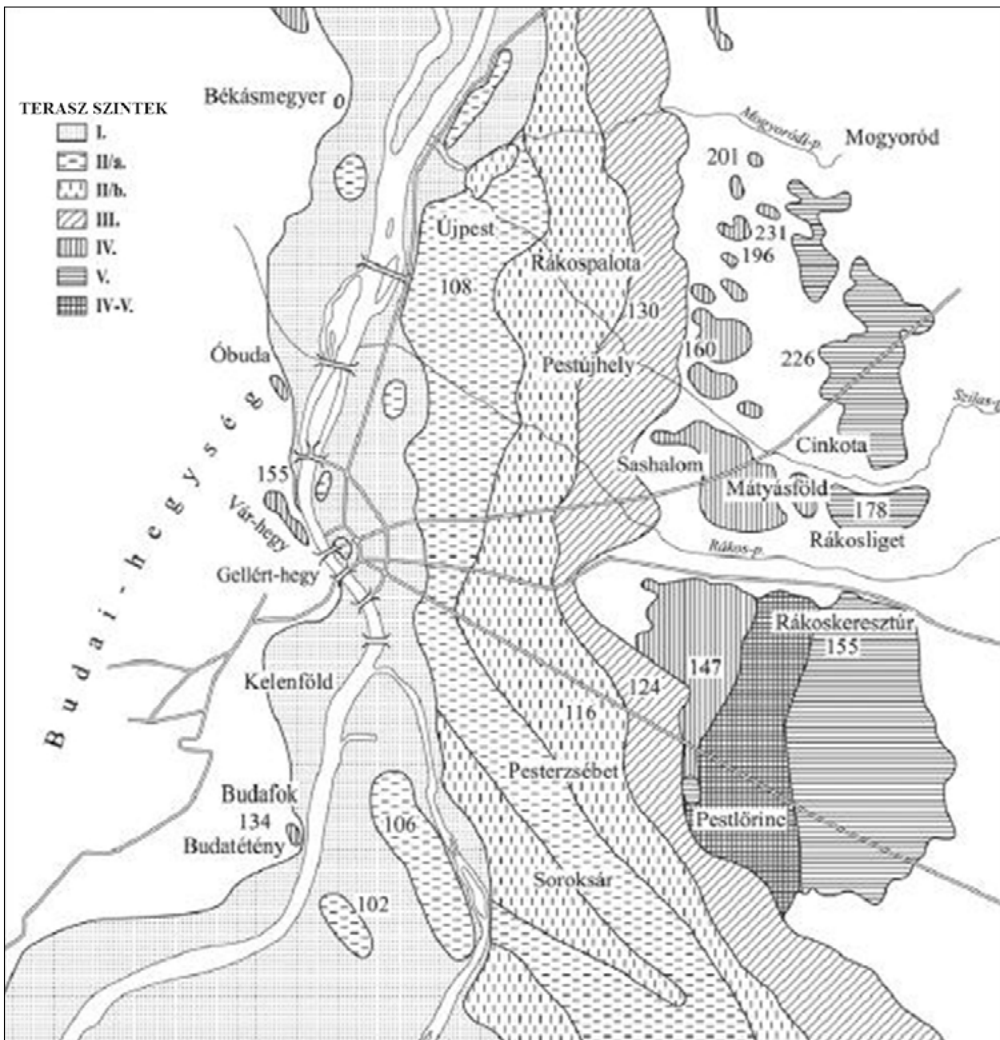 Békásmegyer
TERASZ SZINTEK
I.
II/a.
II/b.
III.
IV.
V.
IV-V.
Mogyoródi-p.
Mogyoród
201
231
196
Újpest
Rákospalota
108
130
160
226
Óbuda
Pestújhely
Szilas-p.
Cinkota
Sashalom
Mátyásföld
178
Rákosliget
155
Vár-hegy
Gellért-hegy
Rákos-p.
Budai-hegység
Rákoskeresztúr
155
147
124
116
Kelenföld
Pesterzsébet
Budafok
134
Budatétény
106
Pestlőrinc
Soroksár
102